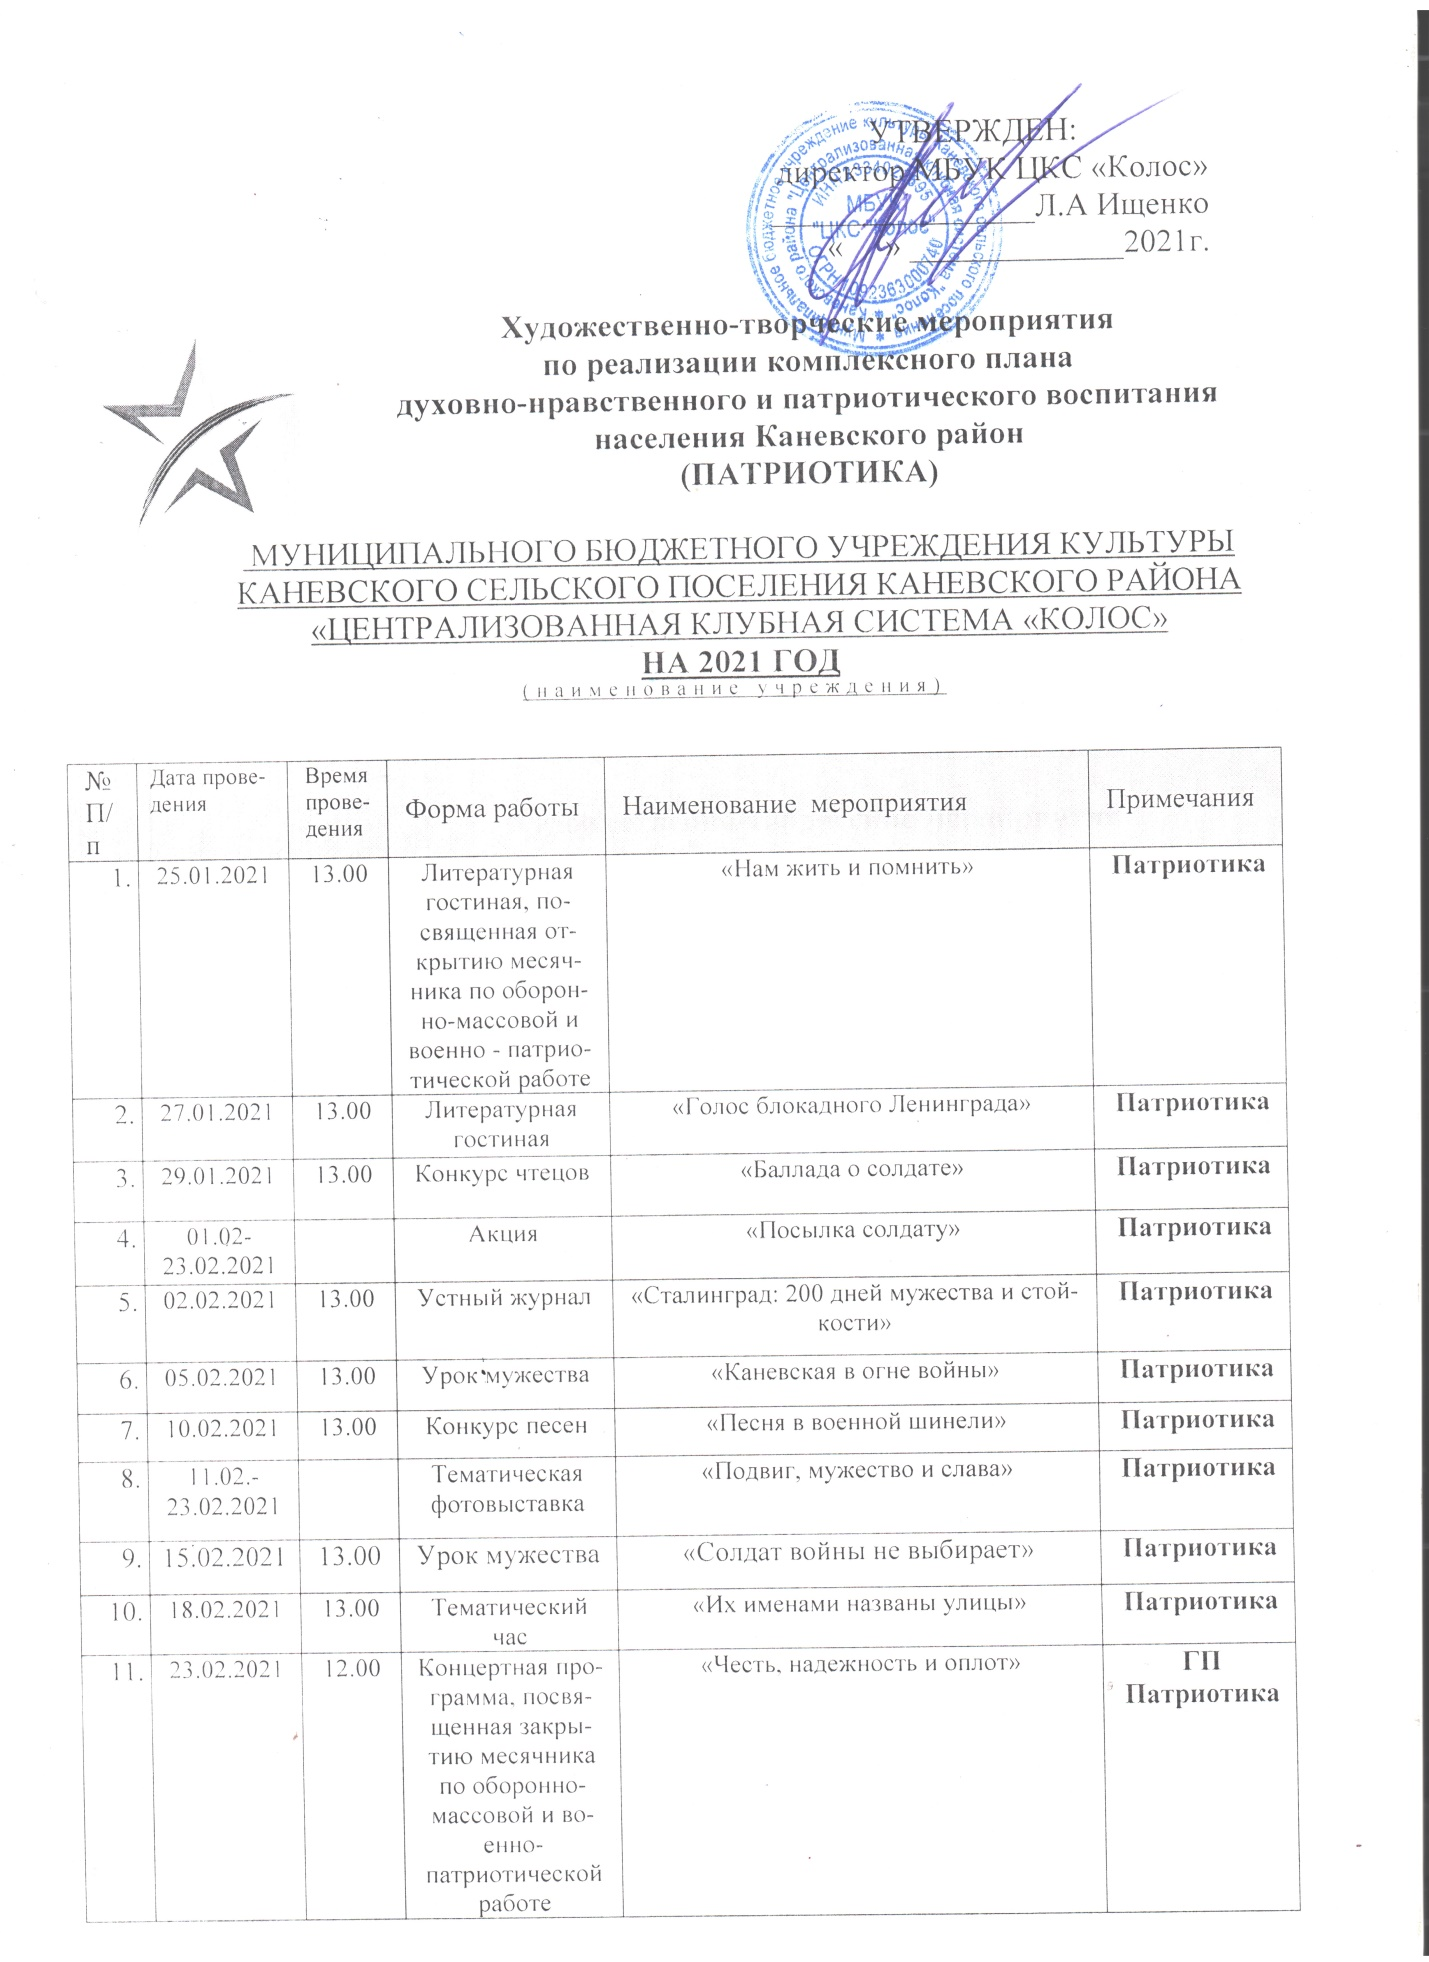 УТВЕРЖДЕН:
директор МБУК ЦКС «Колос»
Л.А Ищенко
«    » 2021г.
МБУК
"ЦКС "Колос"
Художественно-творческие мероприятия
по реализации комплексного плана
духовно-нравственного и патриотического воспитания
населения Каневского район
(ПАТРИОТИКА)
МУНИЦИПАЛЬНОГО БЮДЖЕТНОГО УЧРЕЖДЕНИЯ КУЛЬТУРЫ
КАНЕВСКОГО СЕЛЬСКОГО ПОСЕЛЕНИЯ КАНЕВСКОГО РАЙОНА
«ЦЕНТРАЛИЗОВАННАЯ КЛУБНАЯ СИСТЕМА «КОЛОС»
НА 2021 ГОД
(наименование учреждения)
№
П/
п
Дата прове-
дения
Время
прове-
дения
Форма работы
Наименование мероприятия
Примечания
1.
25.01.2021
13.00
Литературная
гостиная, по-
священная от-
крытию месяч-
ника по оборон-
но-массовой и
военно - патрио-
тической работе
«Нам жить и помнить»
Патриотика
2.
27.01.2021
13.00
Литературная
гостиная
«Голос блокадного Ленинграда»
Патриотика
3.
29.01.2021
13.00
Конкурс чтецов
«Баллада о солдате»
Патриотика
4.
01.02-
23.02.2021
Акция
«Посылка солдату»
Патриотика
5.
02.02.2021
13.00
Устный журнал
«Сталинград: 200 дней мужества и стой-
кости»
Патриотика
6.
05.02.2021
13.00
Урок мужества
«Каневская в огне войны»
Патриотика
7.
10.02.2021
13.00
Конкурс песен
«Песня в военной шинели»
Патриотика
8.
11.02.-
23.02.2021
Тематическая
фотовыставка
«Подвиг, мужество и слава»
Патриотика
9.
15.02.2021
13.00
Урок мужества
«Солдат войны не выбирает»
Патриотика
10.
18.02.2021
13.00
Тематический
час
«Их именами названы улицы»
Патриотика
11.
23.02.2021
12.00
Концертная про-
грамма, посвя-
щенная закры-
тию месячника
по оборонно-
массовой и во-
енно-
патриотической
работе
«Честь, надежность и оплот»
ГП
Патриотика